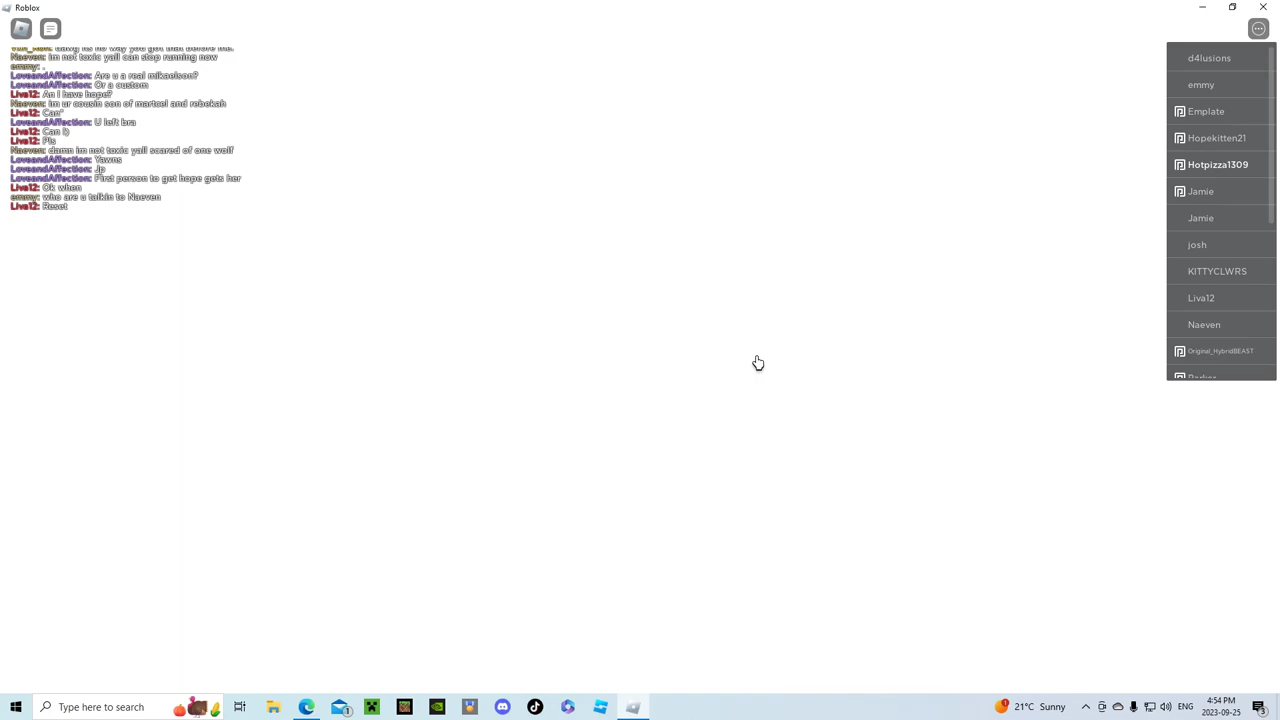 Roblox
Naeven: im not toxic yall can stop running now
emmy: .
LoveandAffection: Are u a real mikaelson?
LoveandAffection: Or a custom
Liva12: An I have hope?
Naeven: im ur cousin son of martcel and rebekah
Liva12: Can*
LoveandAffection: U left bra
Liva12: Can I)
Liva12: Pls
Naeven: damn im not toxic yall scared of one wolf
LoveandAffection: Yawns
LoveandAffection: Jp
LoveandAffection: First person to get hope gets her
Liva12: Ok when
emmy: who are u talkin to Naeven
Liva12: Reset
d4lusions
emmy
Emplate
Hopekitten21
Hotpizza1309
Jamie
Jamie
josh
KITTYCLWRS
Liva12
Naeven
Original_HybridBEAST
Type here to search
1
1
21°C Sunny
ENG
4:54 PM
2023-09-25
3